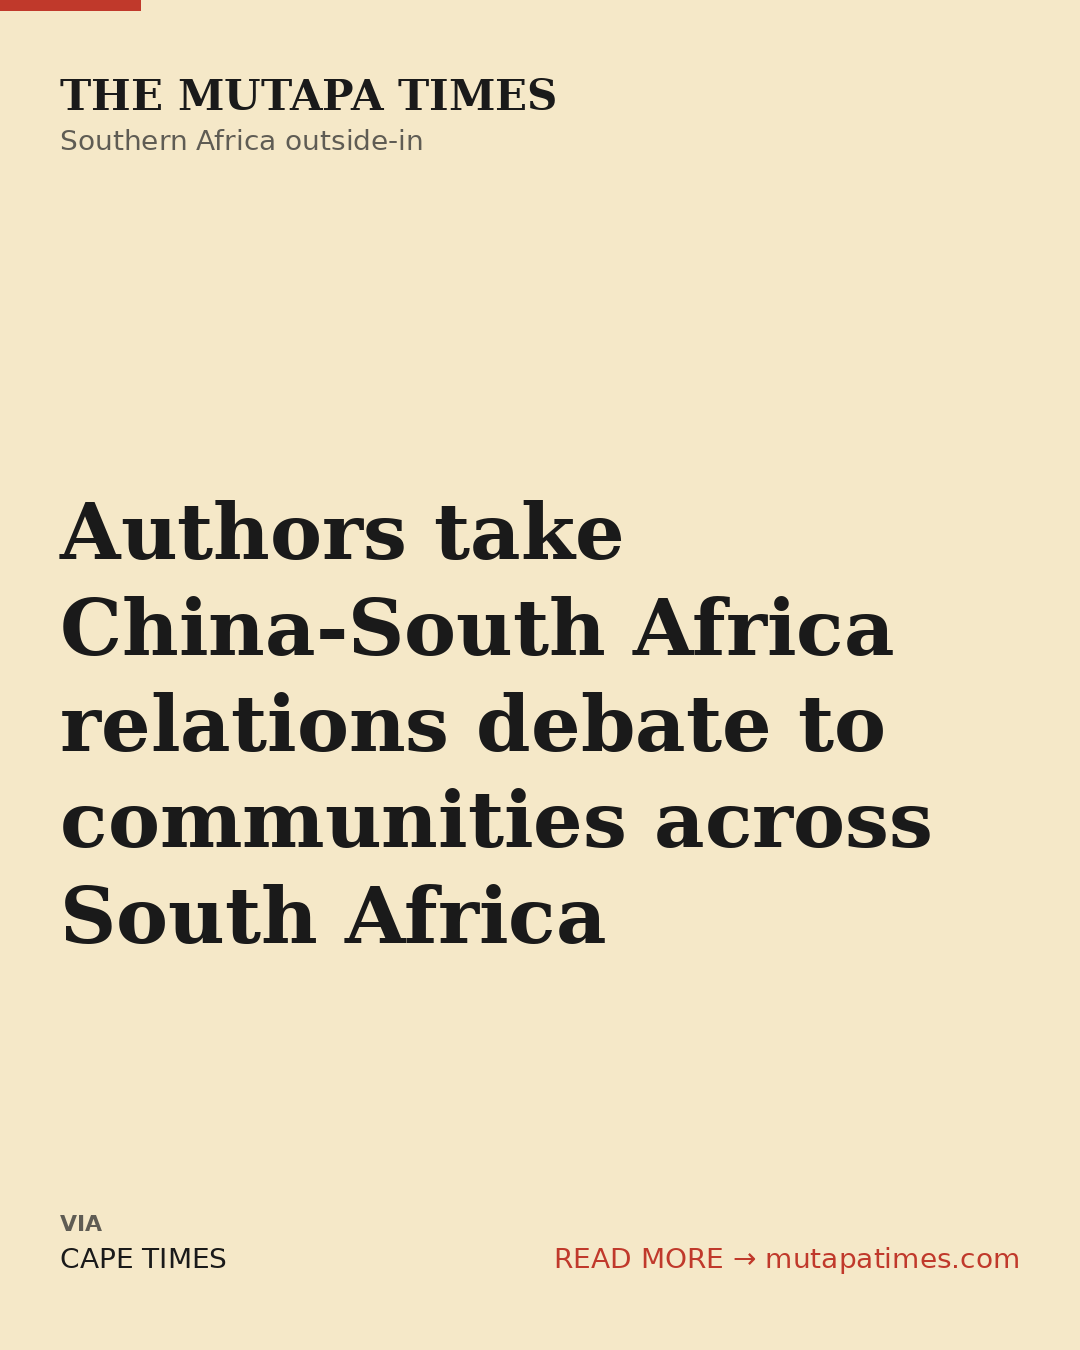 THE MUTAPA TIMES
Southern Africa outside-in
Authors take
China-South Africa
relations debate to
communities across
South Africa
VIA
CAPE TIMES
READ MORE → mutapatimes.com